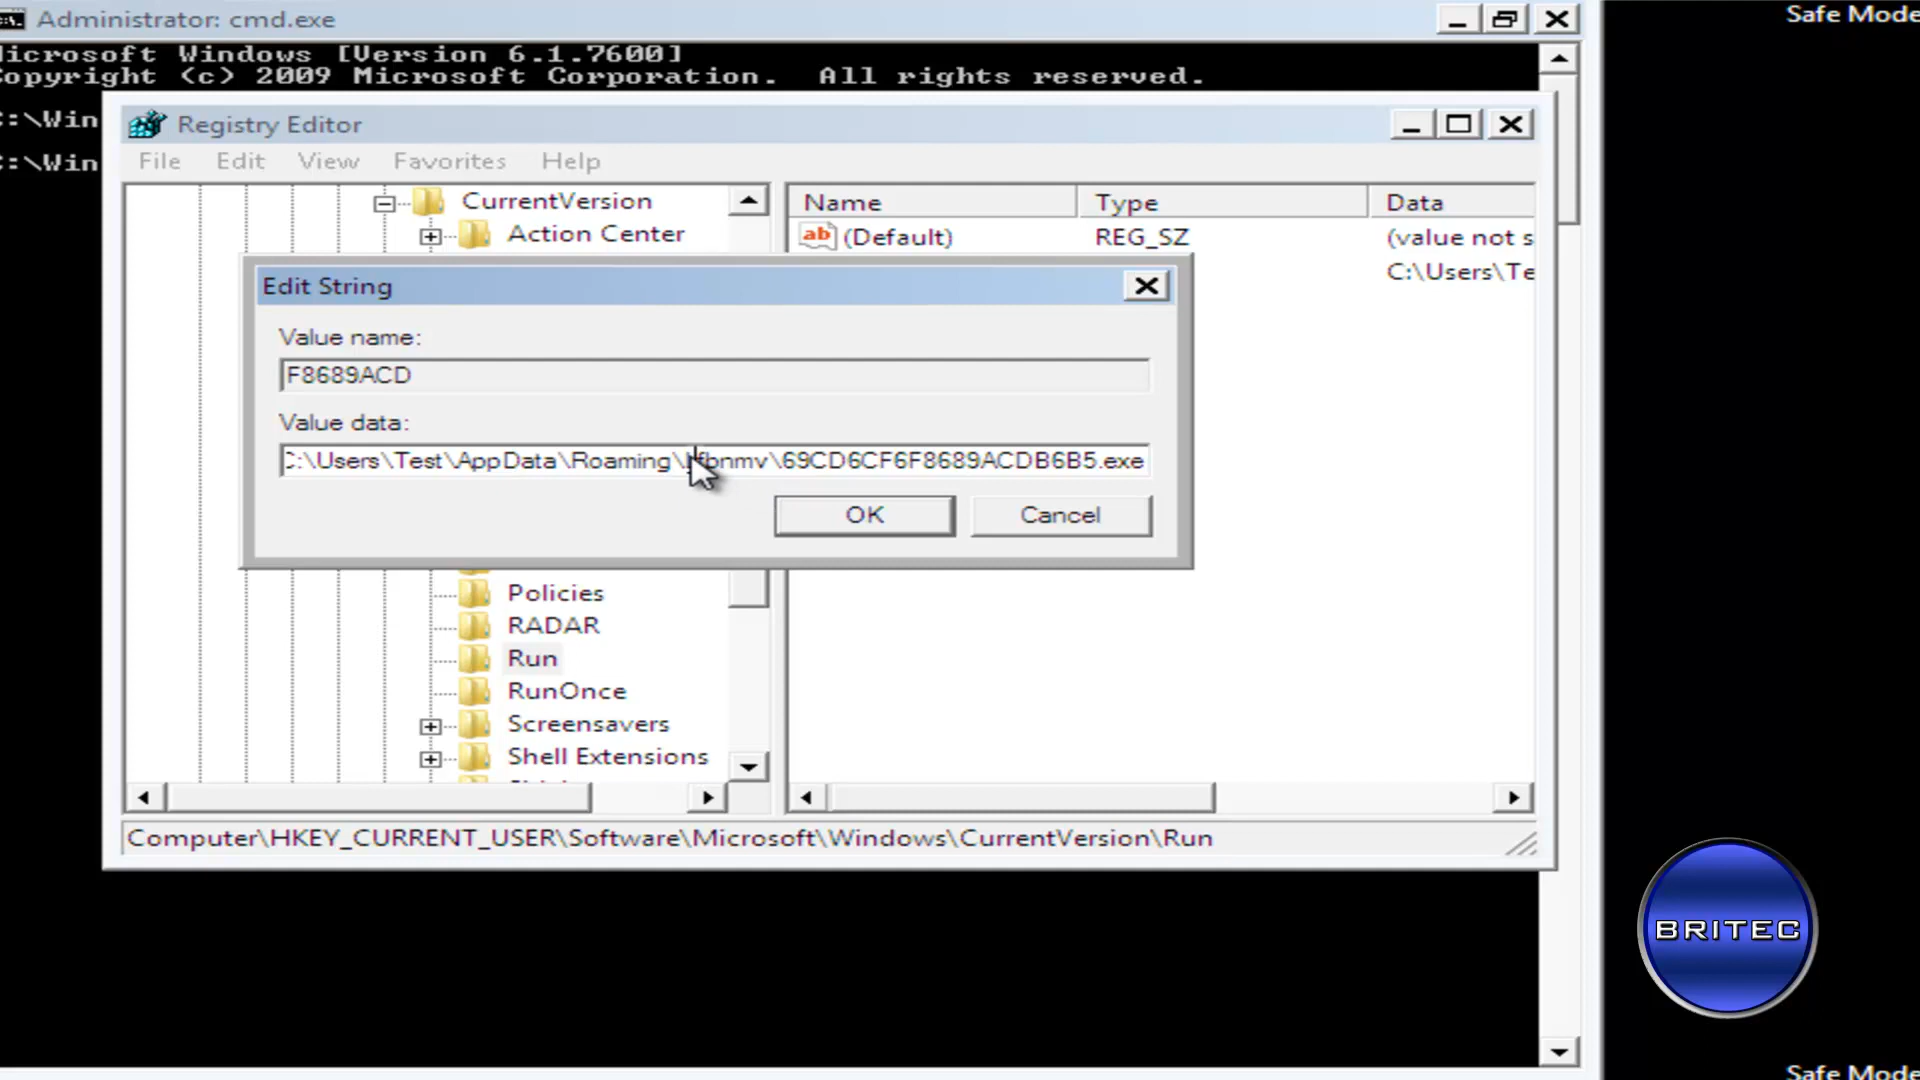 Administrator: cmd.exe
Safe Mode
Microsoft Windows [Version 6.1.7600]
Copyright (c) 2009 Microsoft Corporation. All rights reserved.
C:\Win
Registry Editor
C:\Win
File Edit View Favorites Help
CurrentVersion
Name Type Data
Action Center
(Default) REG_SZ (value not s
C:\Users\Te
Edit String
Value name:
F8689ACD
Value data:
C:\Users\Test\AppData\Roaming\ \69CD6CF6F8689ACDB6B5.exe
OK Cancel
Policies
RADAR
Run
RunOnce
Screensavers
Shell Extensions
Computer\HKEY_CURRENT_USER\Software\Microsoft\Windows\CurrentVersion\Run
BRITEC
Safe Mode